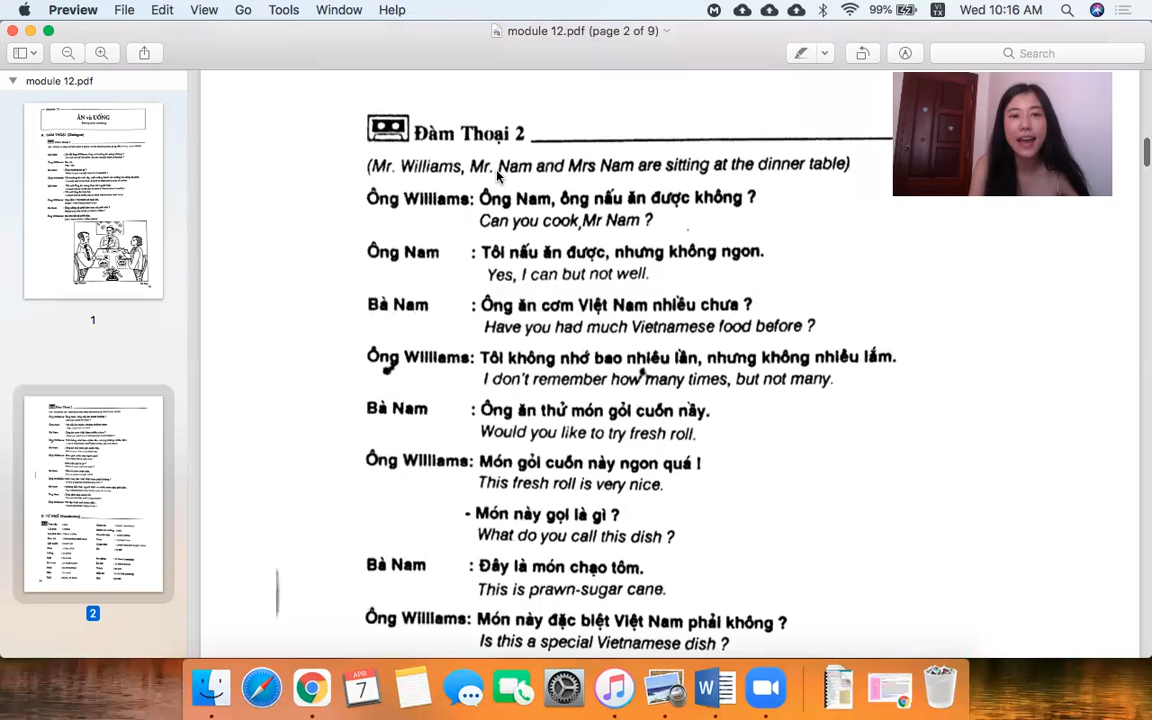 Preview File Edit View Go Tools Window Help 99% VI TX Wed 10:16 AM
module 12.pdf (page 2 of 9)
Search
module 12.pdf
ĂN và UỐNG
1
2
Đàm Thoại 2
(Mr. Williams, Mr. Nam and Mrs Nam are sitting at the dinner table)
Ông Williams: Ông Nam, ông nấu ăn được không ?
Can you cook,Mr Nam ?
Ông Nam : Tôi nấu ăn được, nhưng không ngon.
Yes, I can but not well.
Bà Nam : Ông ăn cơm Việt Nam nhiều chưa ?
Have you had much Vietnamese food before ?
Ông Williams: Tôi không nhớ bao nhiêu lần, nhưng không nhiều lắm.
I don't remember how many times, but not many.
Bà Nam : Ông ăn thử món gỏi cuốn nầy.
Would you like to try fresh roll.
Ông Williams: Món gỏi cuốn này ngon quá !
This fresh roll is very nice.
- Món này gọi là gì ?
What do you call this dish ?
Bà Nam : Đây là món chạo tôm.
This is prawn-sugar cane.
Ông Williams: Món này đặc biệt Việt Nam phải không ?
Is this a special Vietnamese dish ?
APR
7